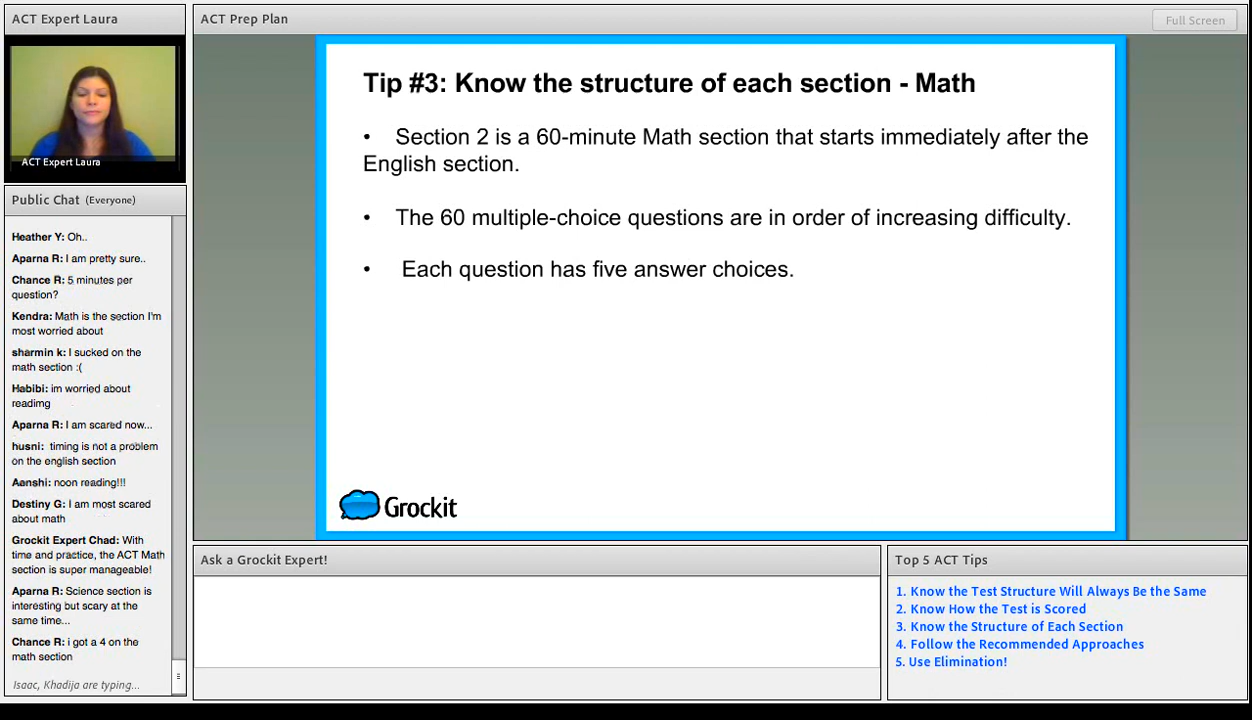 ACT Expert Laura
ACT Expert Laura
Public Chat (Everyone)
Heather Y: Oh..
Aparna R: I am pretty sure..
Chance R: 5 minutes per
question?
Kendra: Math is the section I'm
most worried about
sharmin k: I sucked on the
math section :(
Habibi: im worried about
readimg
Aparna R: I am scared now...
husni: timing is not a problem
on the english section
Aanshi: noon reading!!!
Destiny G: I am most scared
about math
Grockit Expert Chad: With
time and practice, the ACT Math
section is super manageable!
Aparna R: Science section is
interesting but scary at the
same time...
Chance R: i got a 4 on the
math section
Isaac, Khadija are typing...
ACT Prep Plan
Full Screen
Tip #3: Know the structure of each section - Math
• Section 2 is a 60-minute Math section that starts immediately after the
English section.
• The 60 multiple-choice questions are in order of increasing difficulty.
• Each question has five answer choices.
Grockit
Ask a Grockit Expert!
Top 5 ACT Tips
1. Know the Test Structure Will Always Be the Same
2. Know How the Test is Scored
3. Know the Structure of Each Section
4. Follow the Recommended Approaches
5. Use Elimination!